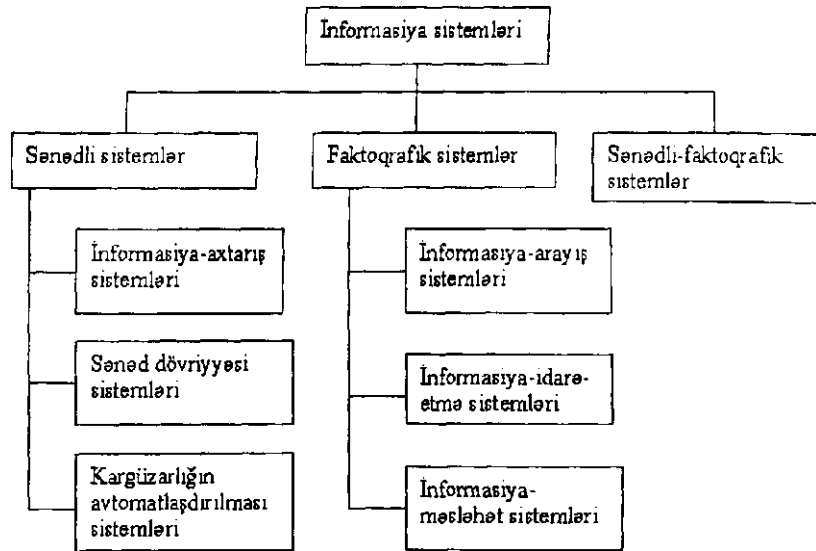 İnformasiya sistemləri
Sənədli sistemlər
Faktoqrafik sistemlər
Sənədli-faktoqrafik
sistemlər
İnformasiya-axtarış
sistemləri
İnformasiya-arayış
sistemləri
Sənəd dövriyyəsi
sistemləri
İnformasiya-idarə-
etmə sistemləri
Kargüzarlığın
avtomatlaşdırılması
sistemləri
İnformasiya-
məsləhət sistemləri